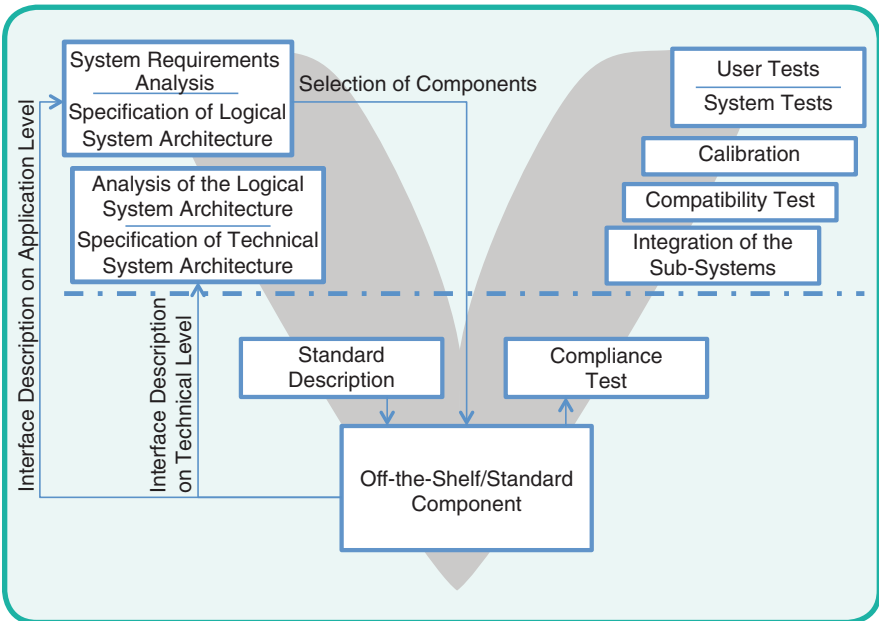 System Requirements
Analysis
Specification of Logical
System Architecture
Selection of Components
User Tests
System Tests
Calibration
Analysis of the Logical
System Architecture
Specification of Technical
System Architecture
Compatibility Test
Integration of the
Sub-Systems
Interface Description on Application Level
Interface Description
on Technical Level
Standard
Description
Compliance
Test
Off-the-Shelf/Standard
Component